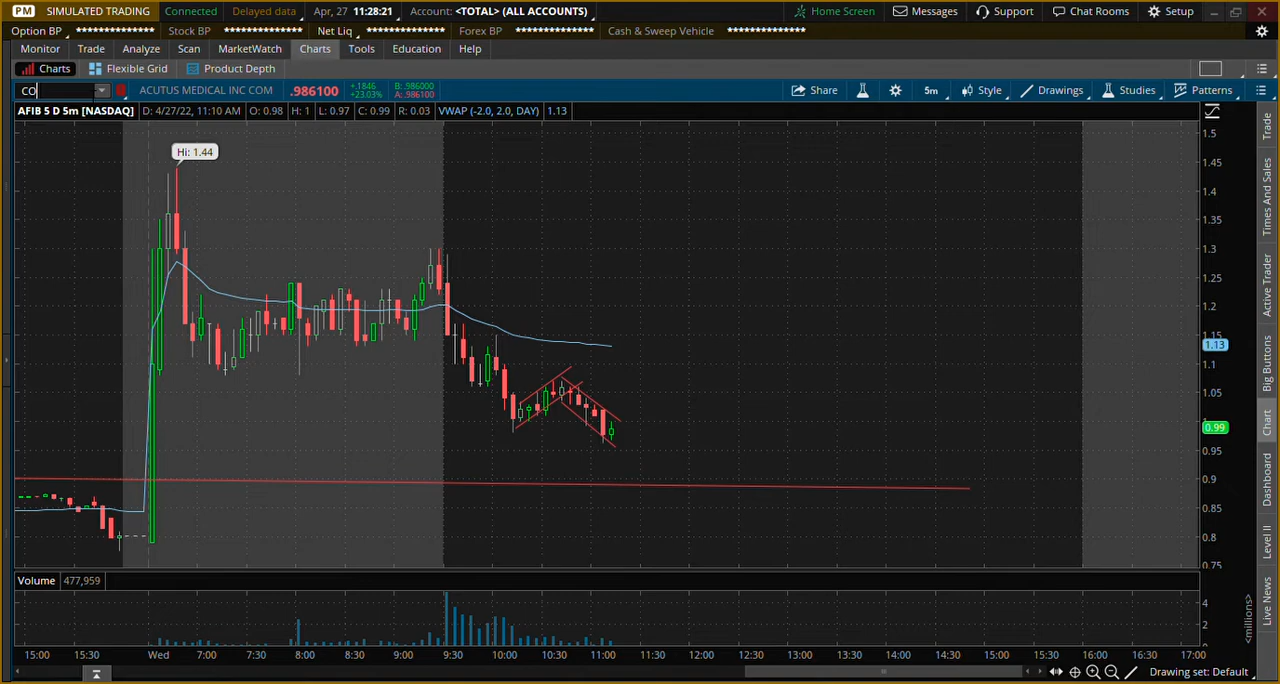 PM SIMULATED TRADING Connected Delayed data Apr, 27 11:28:21 Account: <TOTAL> (ALL ACCOUNTS) Home Screen Messages Support Chat Rooms Setup
Option BP ************** Stock BP ************** Net Liq ************** Forex BP ************** Cash & Sweep Vehicle **************
Monitor Trade Analyze Scan MarketWatch Charts Tools Education Help
Charts Flexible Grid Product Depth
CO ACUTUS MEDICAL INC COM .986100 +.1846 +23.03% B: .986000 A: .986100 Share 5m Style Drawings Studies Patterns
AFIB 5 D 5m [NASDAQ] D: 4/27/22, 11:10 AM O: 0.98 H: 1 L: 0.97 C: 0.99 R: 0.03 VWAP (-2.0, 2.0, DAY) 1.13
Hi: 1.44
1.5
1.45
1.4
1.35
1.3
1.25
1.2
1.15
1.13
1.1
1.05
1
0.99
0.95
0.9
0.85
0.8
0.75
Trade
Times And Sales
Active Trader
Big Buttons
Chart
Dashboard
Level II
Live News
Volume 477,959
4
2
0
<millions>
15:00 15:30 Wed 7:00 7:30 8:00 8:30 9:00 9:30 10:00 10:30 11:00 11:30 12:00 12:30 13:00 13:30 14:00 14:30 15:00 15:30 16:00 16:30 17:00
Drawing set: Default